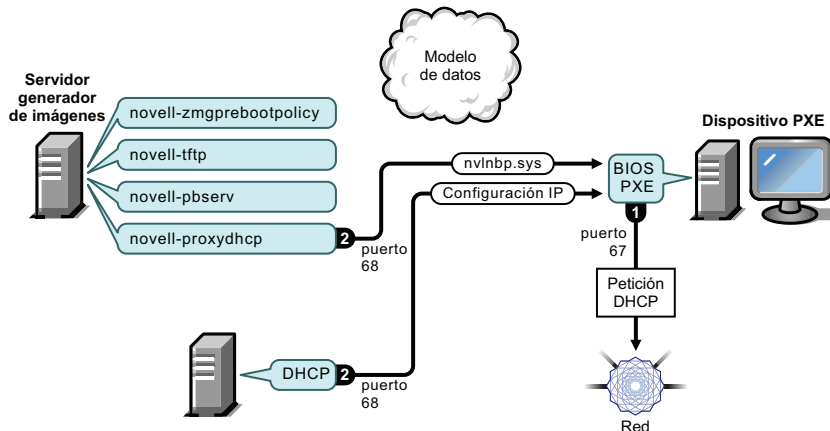 Modelo
de datos
Servidor
generador
de imágenes
novell-zmgprebootpolicy
novell-tftp
novell-pbserv
novell-proxydhcp
2
puerto
68
nvlnbp.sys
Configuración IP
BIOS
PXE
Dispositivo PXE
1
puerto
67
Petición
DHCP
DHCP
2
puerto
68
Red